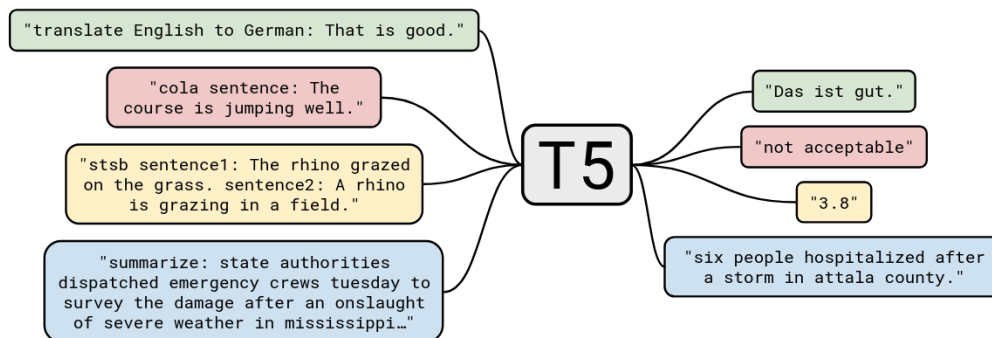 "translate English to German: That is good."
"cola sentence: The
course is jumping well."
"stsb sentence1: The rhino grazed
on the grass. sentence2: A rhino
is grazing in a field."
"summarize: state authorities
dispatched emergency crews tuesday to
survey the damage after an onslaught
of severe weather in mississippi…"
T5
"Das ist gut."
"not acceptable"
"3.8"
"six people hospitalized after
a storm in attala county."